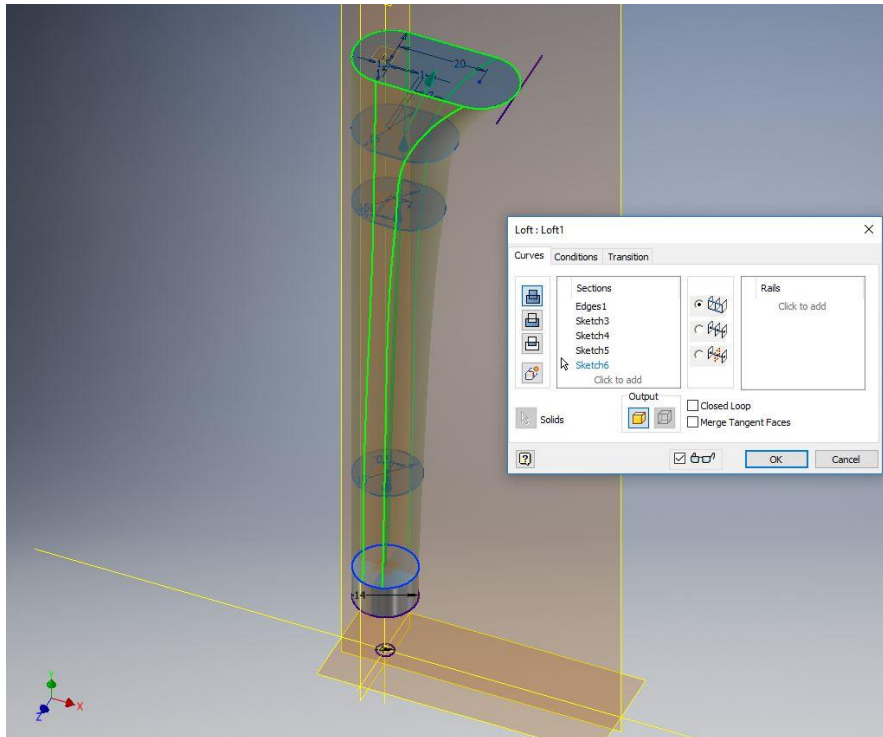 20
17
Loft : Loft1
Curves Conditions Transition
Sections
Edges1
Sketch3
Sketch4
Sketch5
Sketch6
Click to add
Rails
Click to add
Solids
Output
Closed Loop
Merge Tangent Faces
?
OK Cancel
14
Y
X
Z